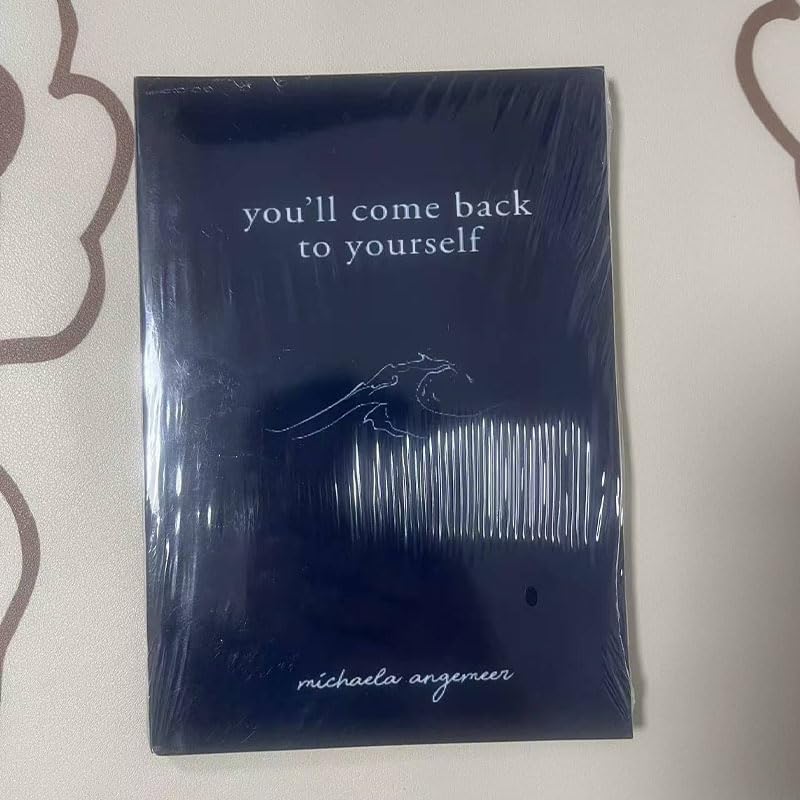 you'll come back
to yourself
michaela angemeer